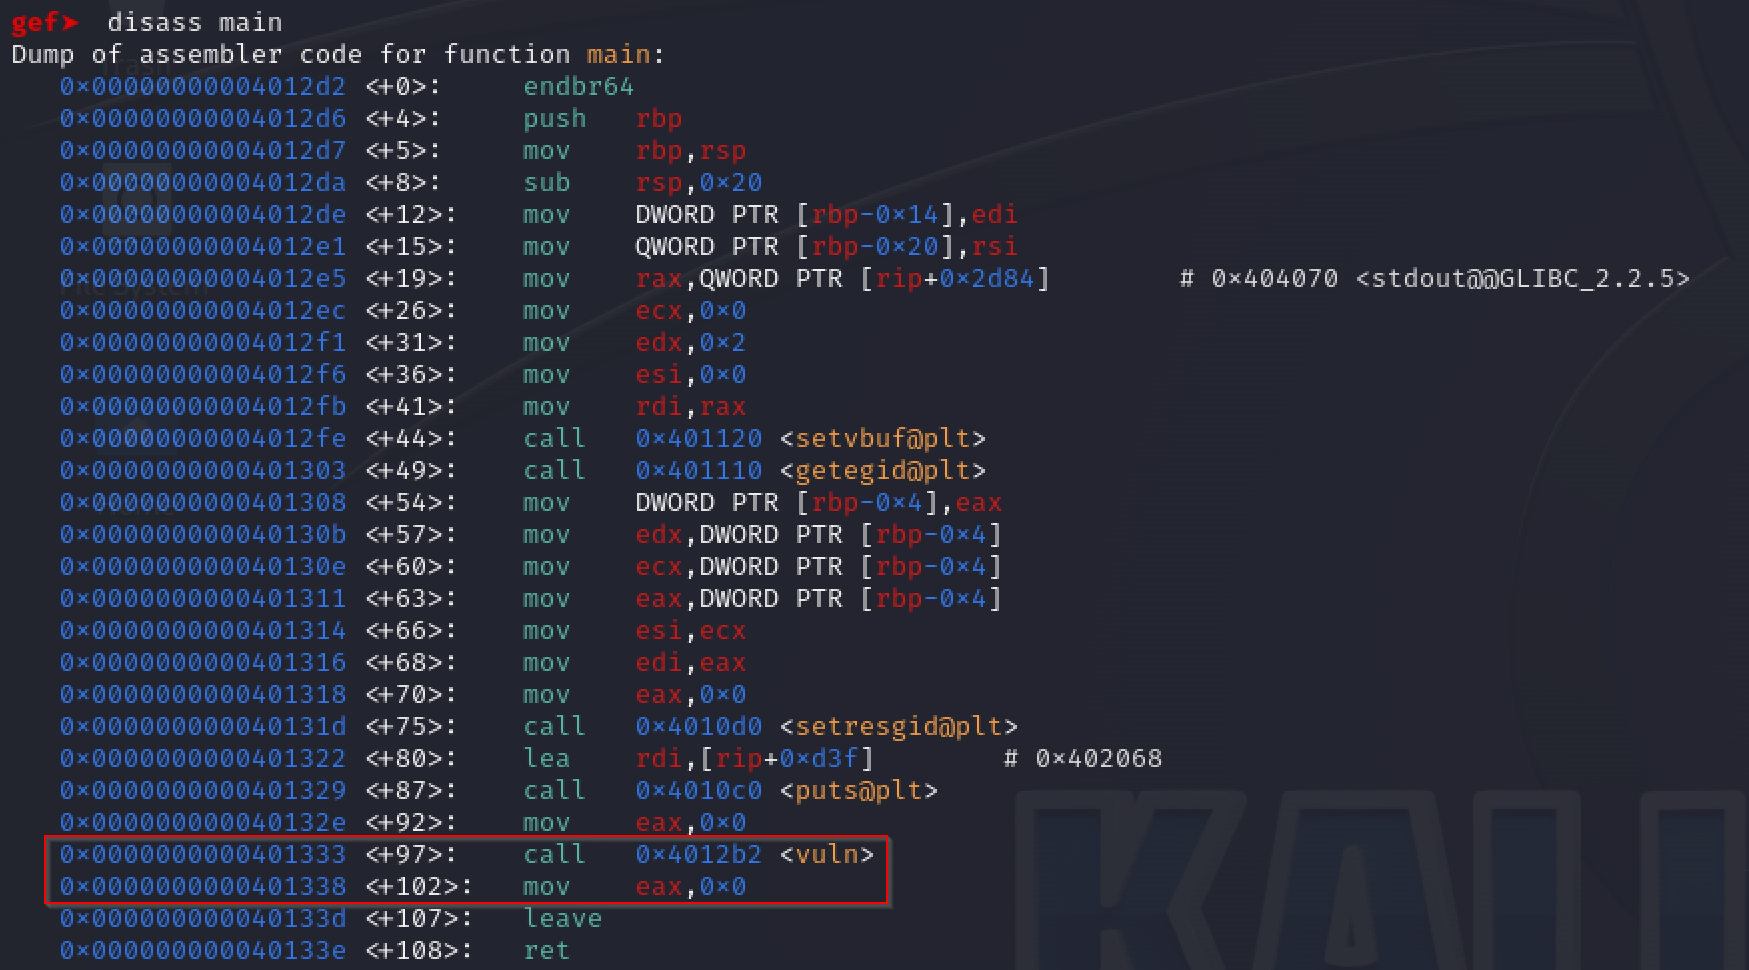 gef➤  disass main
Dump of assembler code for function main:
   0×00000000004012d2 <+0>:     endbr64
   0×00000000004012d6 <+4>:     push   rbp
   0×00000000004012d7 <+5>:     mov    rbp,rsp
   0×00000000004012da <+8>:     sub    rsp,0×20
   0×00000000004012de <+12>:    mov    DWORD PTR [rbp-0×14],edi
   0×00000000004012e1 <+15>:    mov    QWORD PTR [rbp-0×20],rsi
   0×00000000004012e5 <+19>:    mov    rax,QWORD PTR [rip+0×2d84]        # 0×404070 <stdout@@GLIBC_2.2.5>
   0×00000000004012ec <+26>:    mov    ecx,0×0
   0×00000000004012f1 <+31>:    mov    edx,0×2
   0×00000000004012f6 <+36>:    mov    esi,0×0
   0×00000000004012fb <+41>:    mov    rdi,rax
   0×00000000004012fe <+44>:    call   0×401120 <setvbuf@plt>
   0×0000000000401303 <+49>:    call   0×401110 <getegid@plt>
   0×0000000000401308 <+54>:    mov    DWORD PTR [rbp-0×4],eax
   0×000000000040130b <+57>:    mov    edx,DWORD PTR [rbp-0×4]
   0×000000000040130e <+60>:    mov    ecx,DWORD PTR [rbp-0×4]
   0×0000000000401311 <+63>:    mov    eax,DWORD PTR [rbp-0×4]
   0×0000000000401314 <+66>:    mov    esi,ecx
   0×0000000000401316 <+68>:    mov    edi,eax
   0×0000000000401318 <+70>:    mov    eax,0×0
   0×000000000040131d <+75>:    call   0×4010d0 <setresgid@plt>
   0×0000000000401322 <+80>:    lea    rdi,[rip+0×d3f]        # 0×402068
   0×0000000000401329 <+87>:    call   0×4010c0 <puts@plt>
   0×000000000040132e <+92>:    mov    eax,0×0
   0×0000000000401333 <+97>:    call   0×4012b2 <vuln>
   0×0000000000401338 <+102>:   mov    eax,0×0
   0×000000000040133d <+107>:   leave
   0×000000000040133e <+108>:   ret
KALI